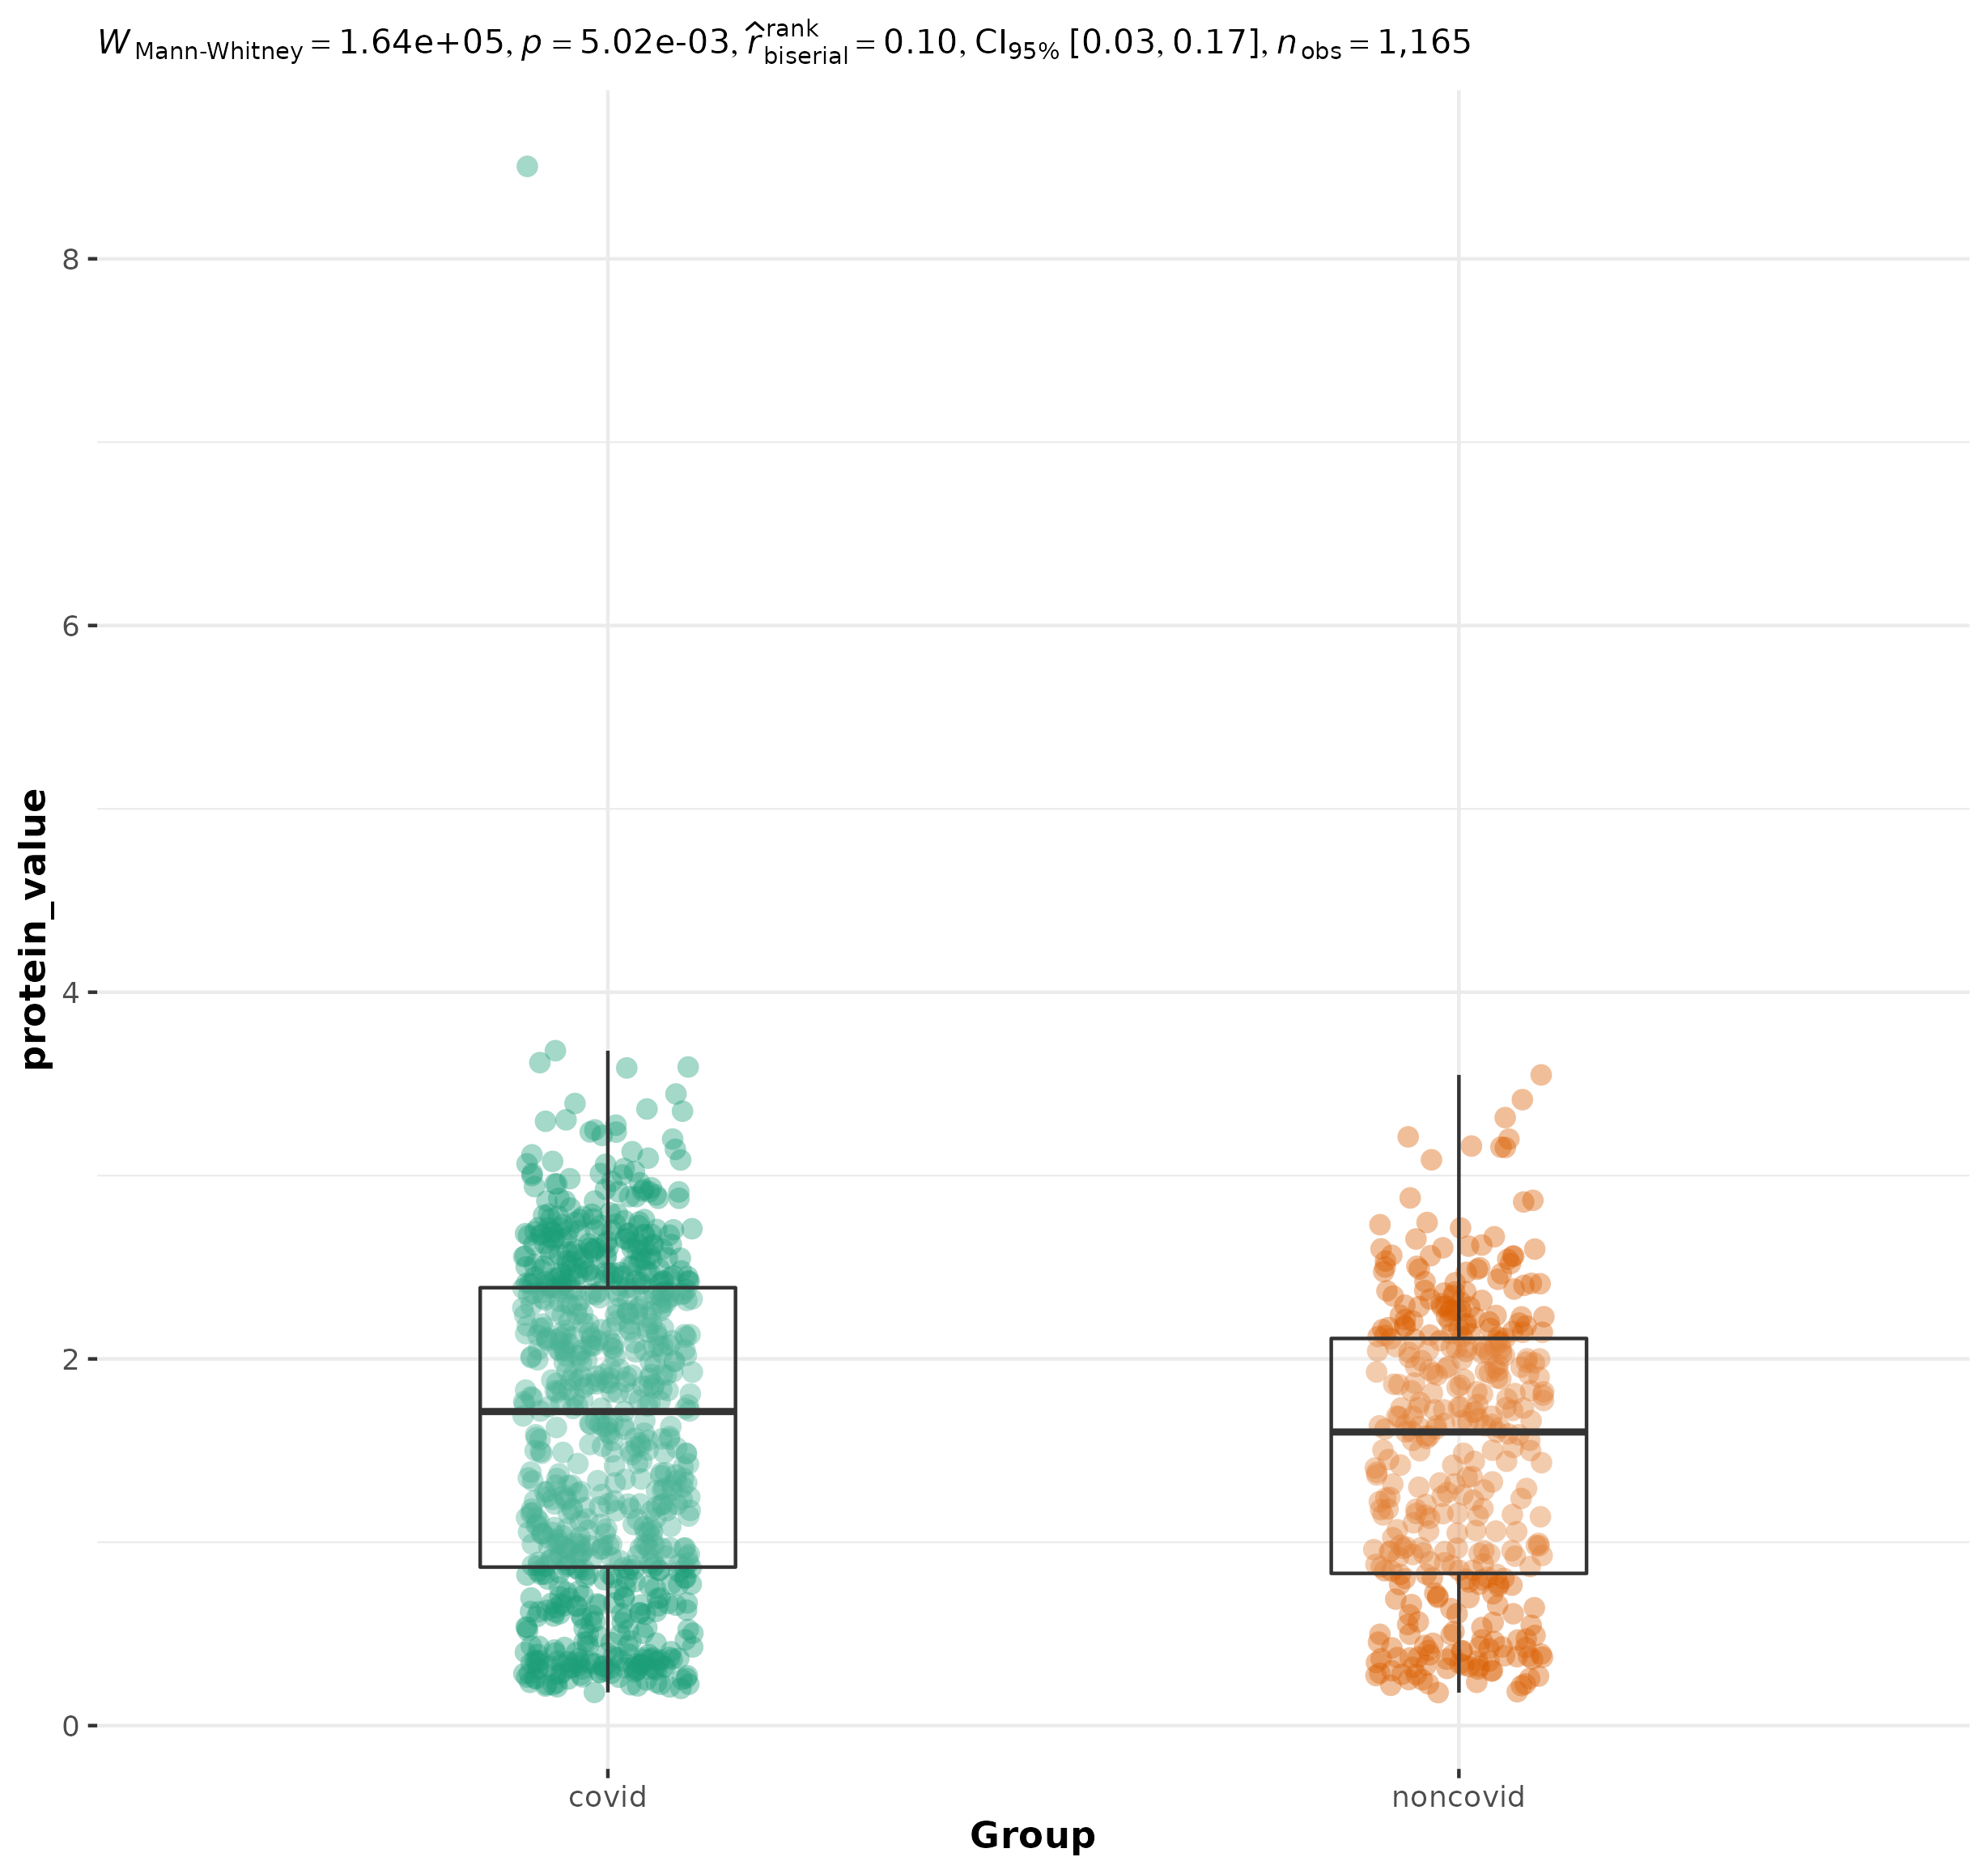 W Mann-Whitney = 1.64e+05, p = 5.02e-03, r̂ rank biserial = 0.10, CI95% [0.03, 0.17], nobs = 1,165
protein_value
8
6
4
2
0
covid noncovid
Group